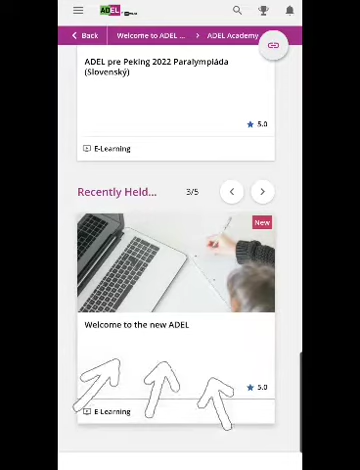 ADEL
Back
Welcome to ADEL ...
ADEL Academy
ADEL pre Peking 2022 Paralympláda
(Slovenský)
5.0
E-Learning
Recently Held...
3/5
New
Welcome to the new ADEL
5.0
E-Learning